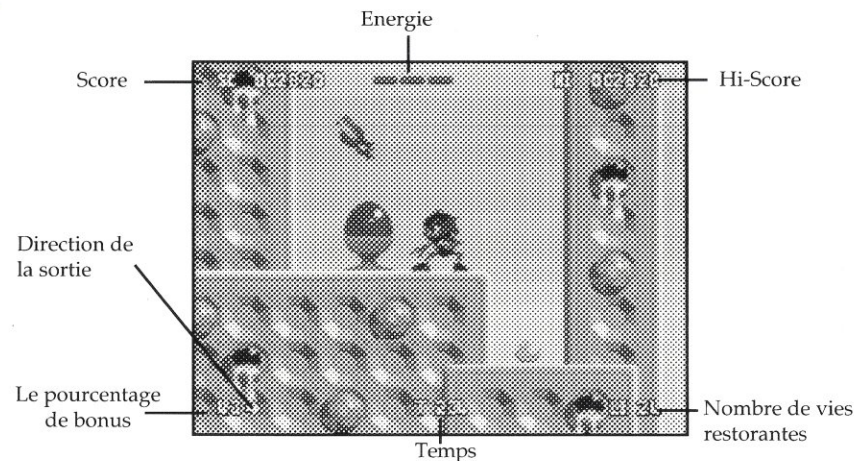 Energie
Score
Hi-Score
Direction de
la sortie
Le pourcentage
de bonus
Temps
Nombre de vies
restorantes